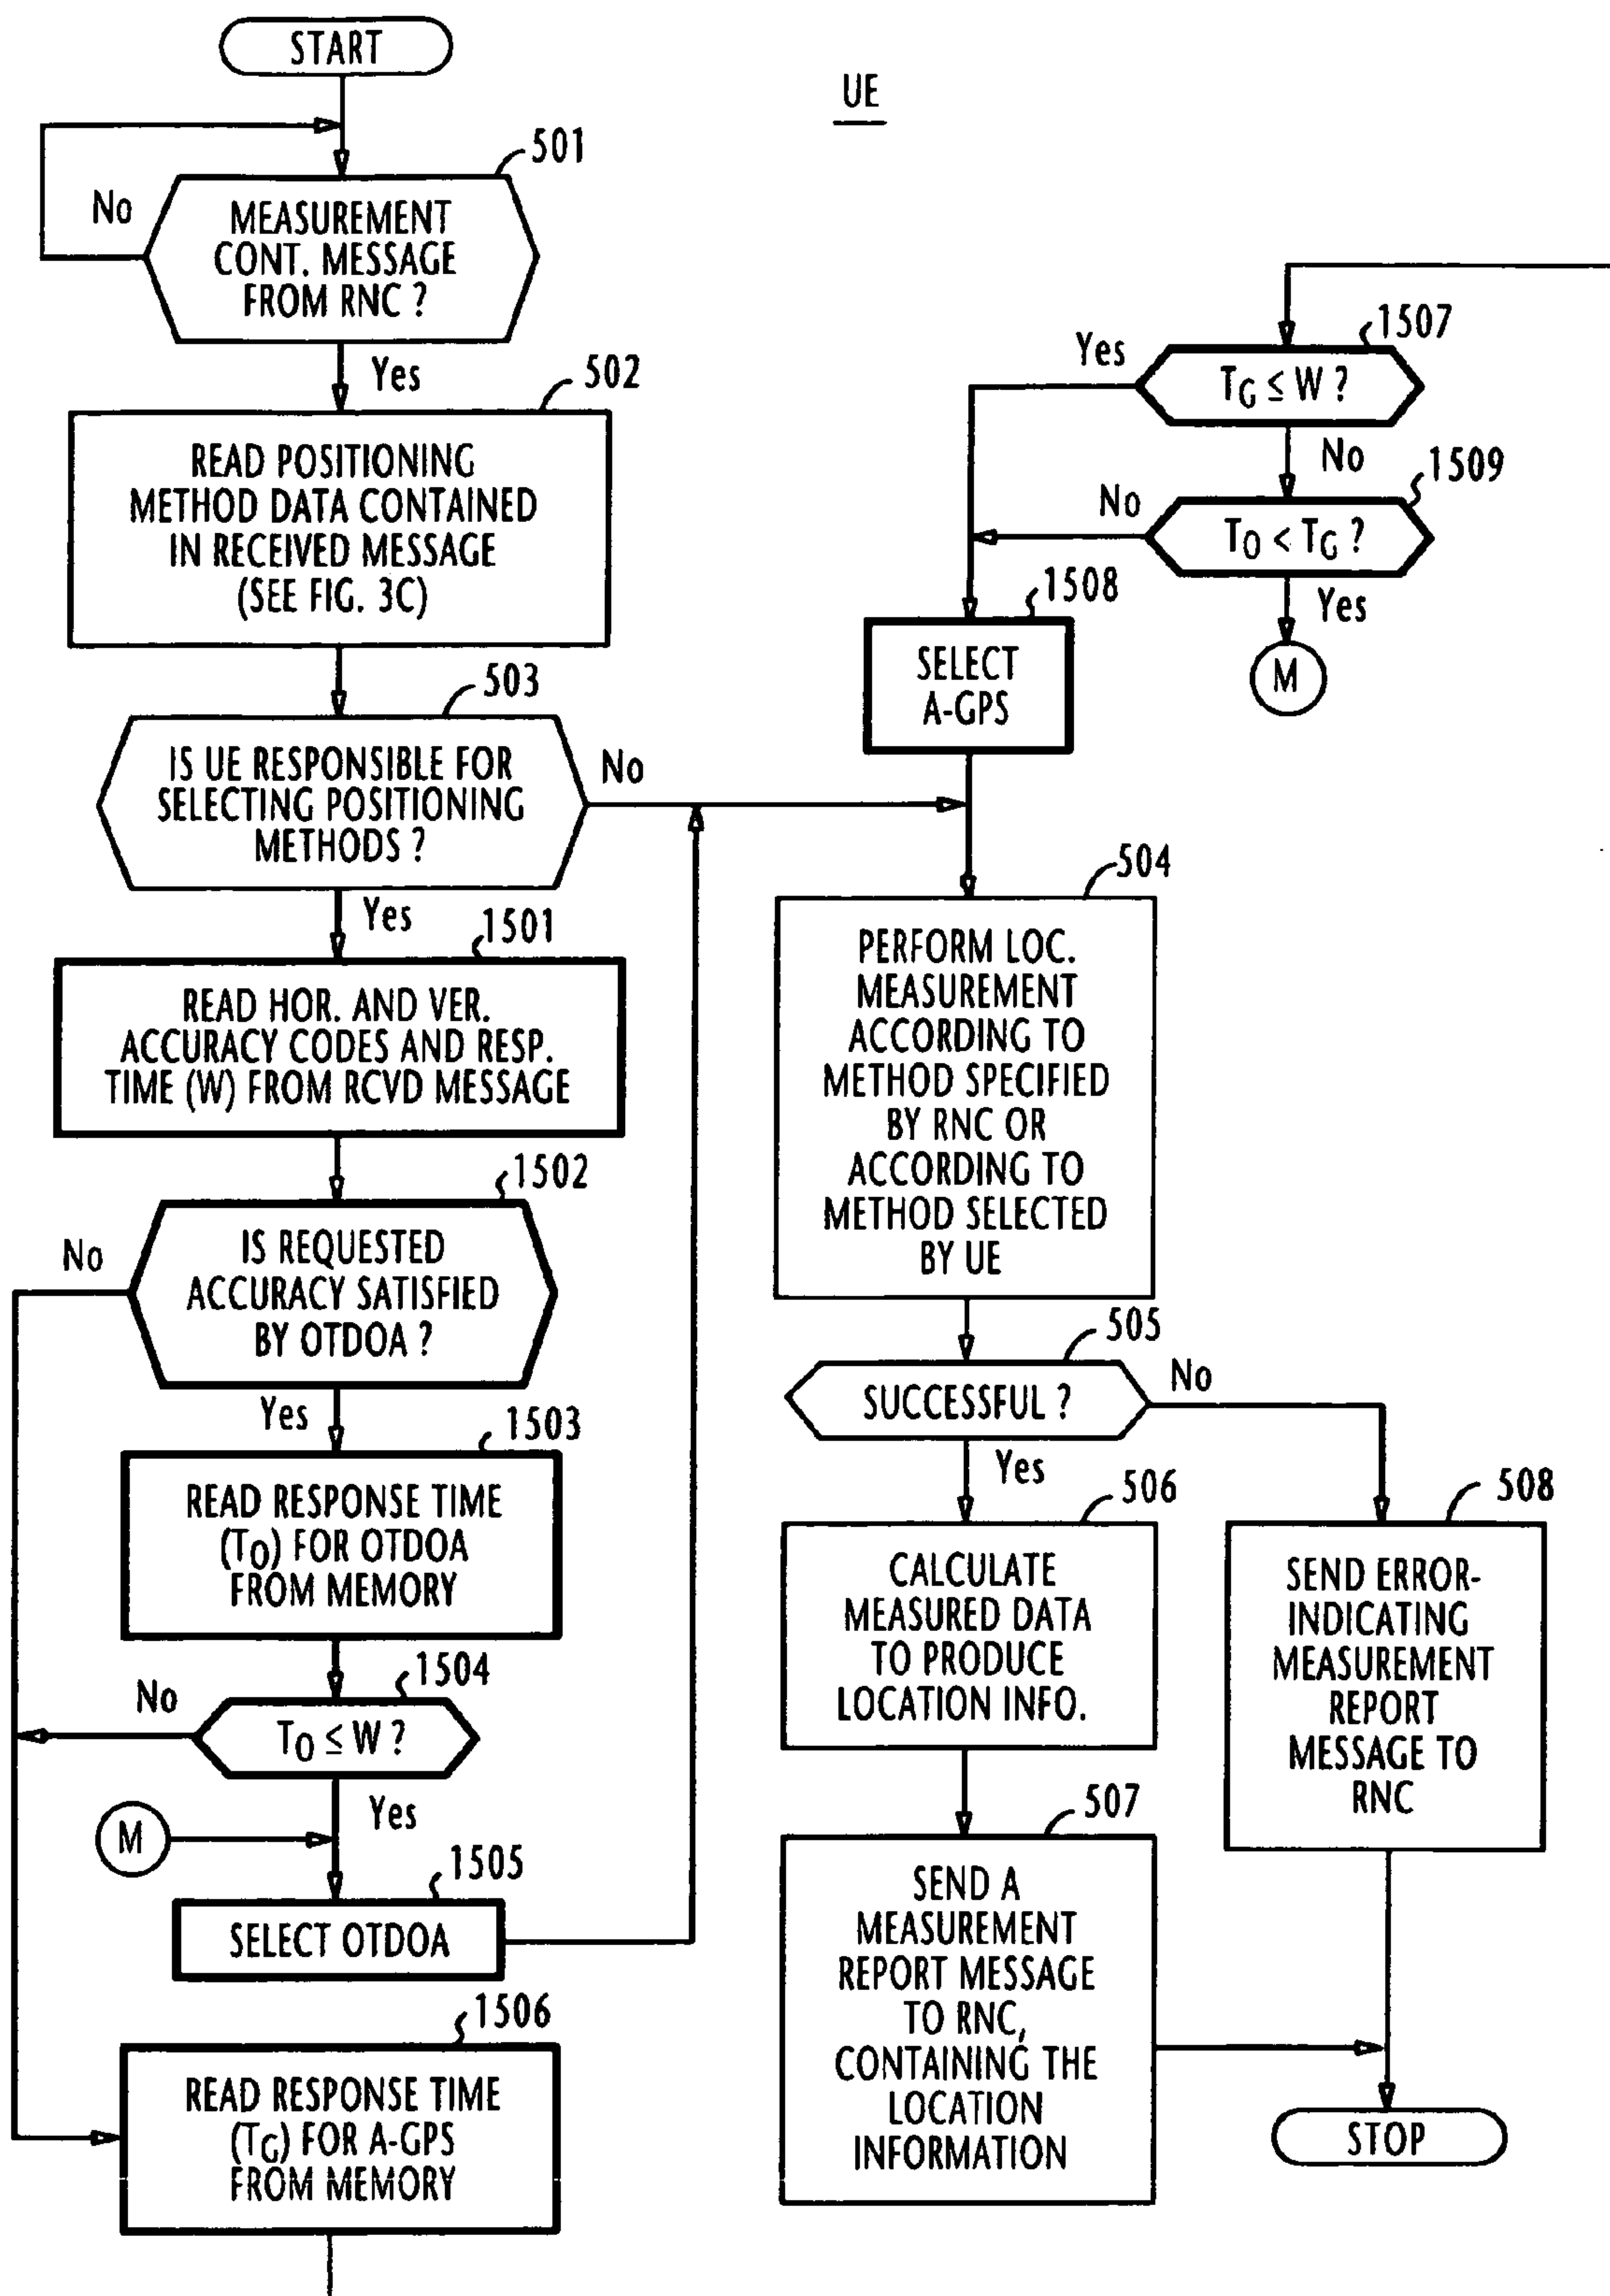 START
UE
501
No
MEASUREMENT
CONT. MESSAGE
FROM RNC ?
Yes
502
READ POSITIONING
METHOD DATA CONTAINED
IN RECEIVED MESSAGE
(SEE FIG. 3C)
503
IS UE RESPONSIBLE FOR
SELECTING POSITIONING
METHODS ?
No
Yes
1501
READ HOR. AND VER.
ACCURACY CODES AND RESP.
TIME (W) FROM RCVD MESSAGE
1502
No
IS REQUESTED
ACCURACY SATISFIED
BY OTDOA ?
Yes
1503
READ RESPONSE TIME
(TO) FOR OTDOA
FROM MEMORY
1504
No
TO ≤ W ?
Yes
M
1505
SELECT OTDOA
1506
READ RESPONSE TIME
(TG) FOR A-GPS
FROM MEMORY
1507
Yes
TG ≤ W ?
No
1509
No
TO < TG ?
Yes
M
1508
SELECT
A-GPS
504
PERFORM LOC.
MEASUREMENT
ACCORDING TO
METHOD SPECIFIED
BY RNC OR
ACCORDING TO
METHOD SELECTED
BY UE
505
SUCCESSFUL ?
No
Yes
506
CALCULATE
MEASURED DATA
TO PRODUCE
LOCATION INFO.
507
SEND A
MEASUREMENT
REPORT MESSAGE
TO RNC,
CONTAINING THE
LOCATION
INFORMATION
508
SEND ERROR-
INDICATING
MEASUREMENT
REPORT
MESSAGE TO
RNC
STOP